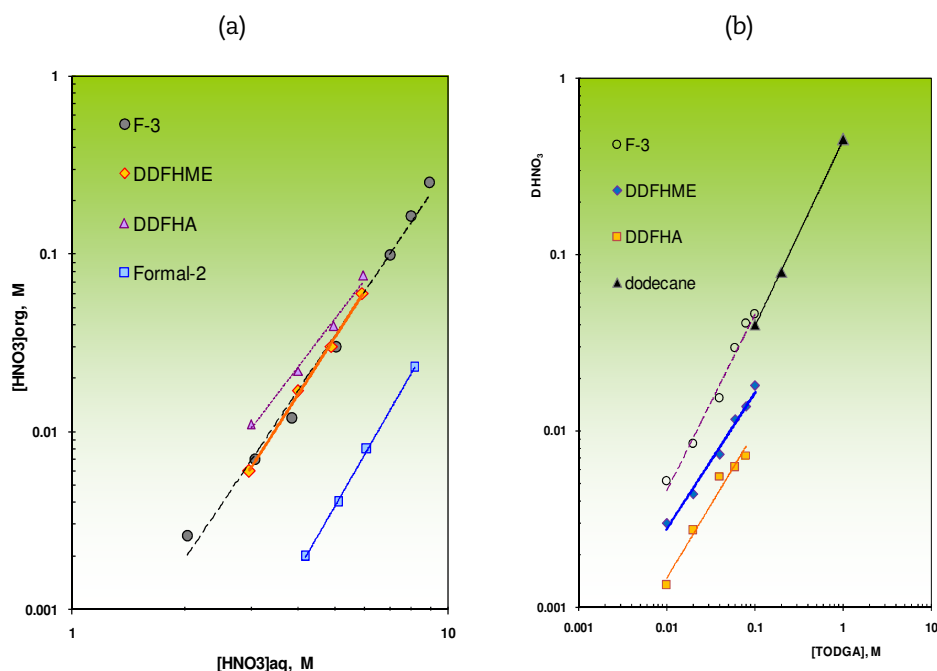 (a)
1
0.1
0.01
0.001
1
10
[HNO3]org, M
[HNO3]aq, M
F-3
DDFHME
DDFHA
Formal-2
(b)
1
0.1
0.01
0.001
0.001
0.01
0.1
1
10
DHNO₃
[TODGA], M
F-3
DDFHME
DDFHA
dodecane